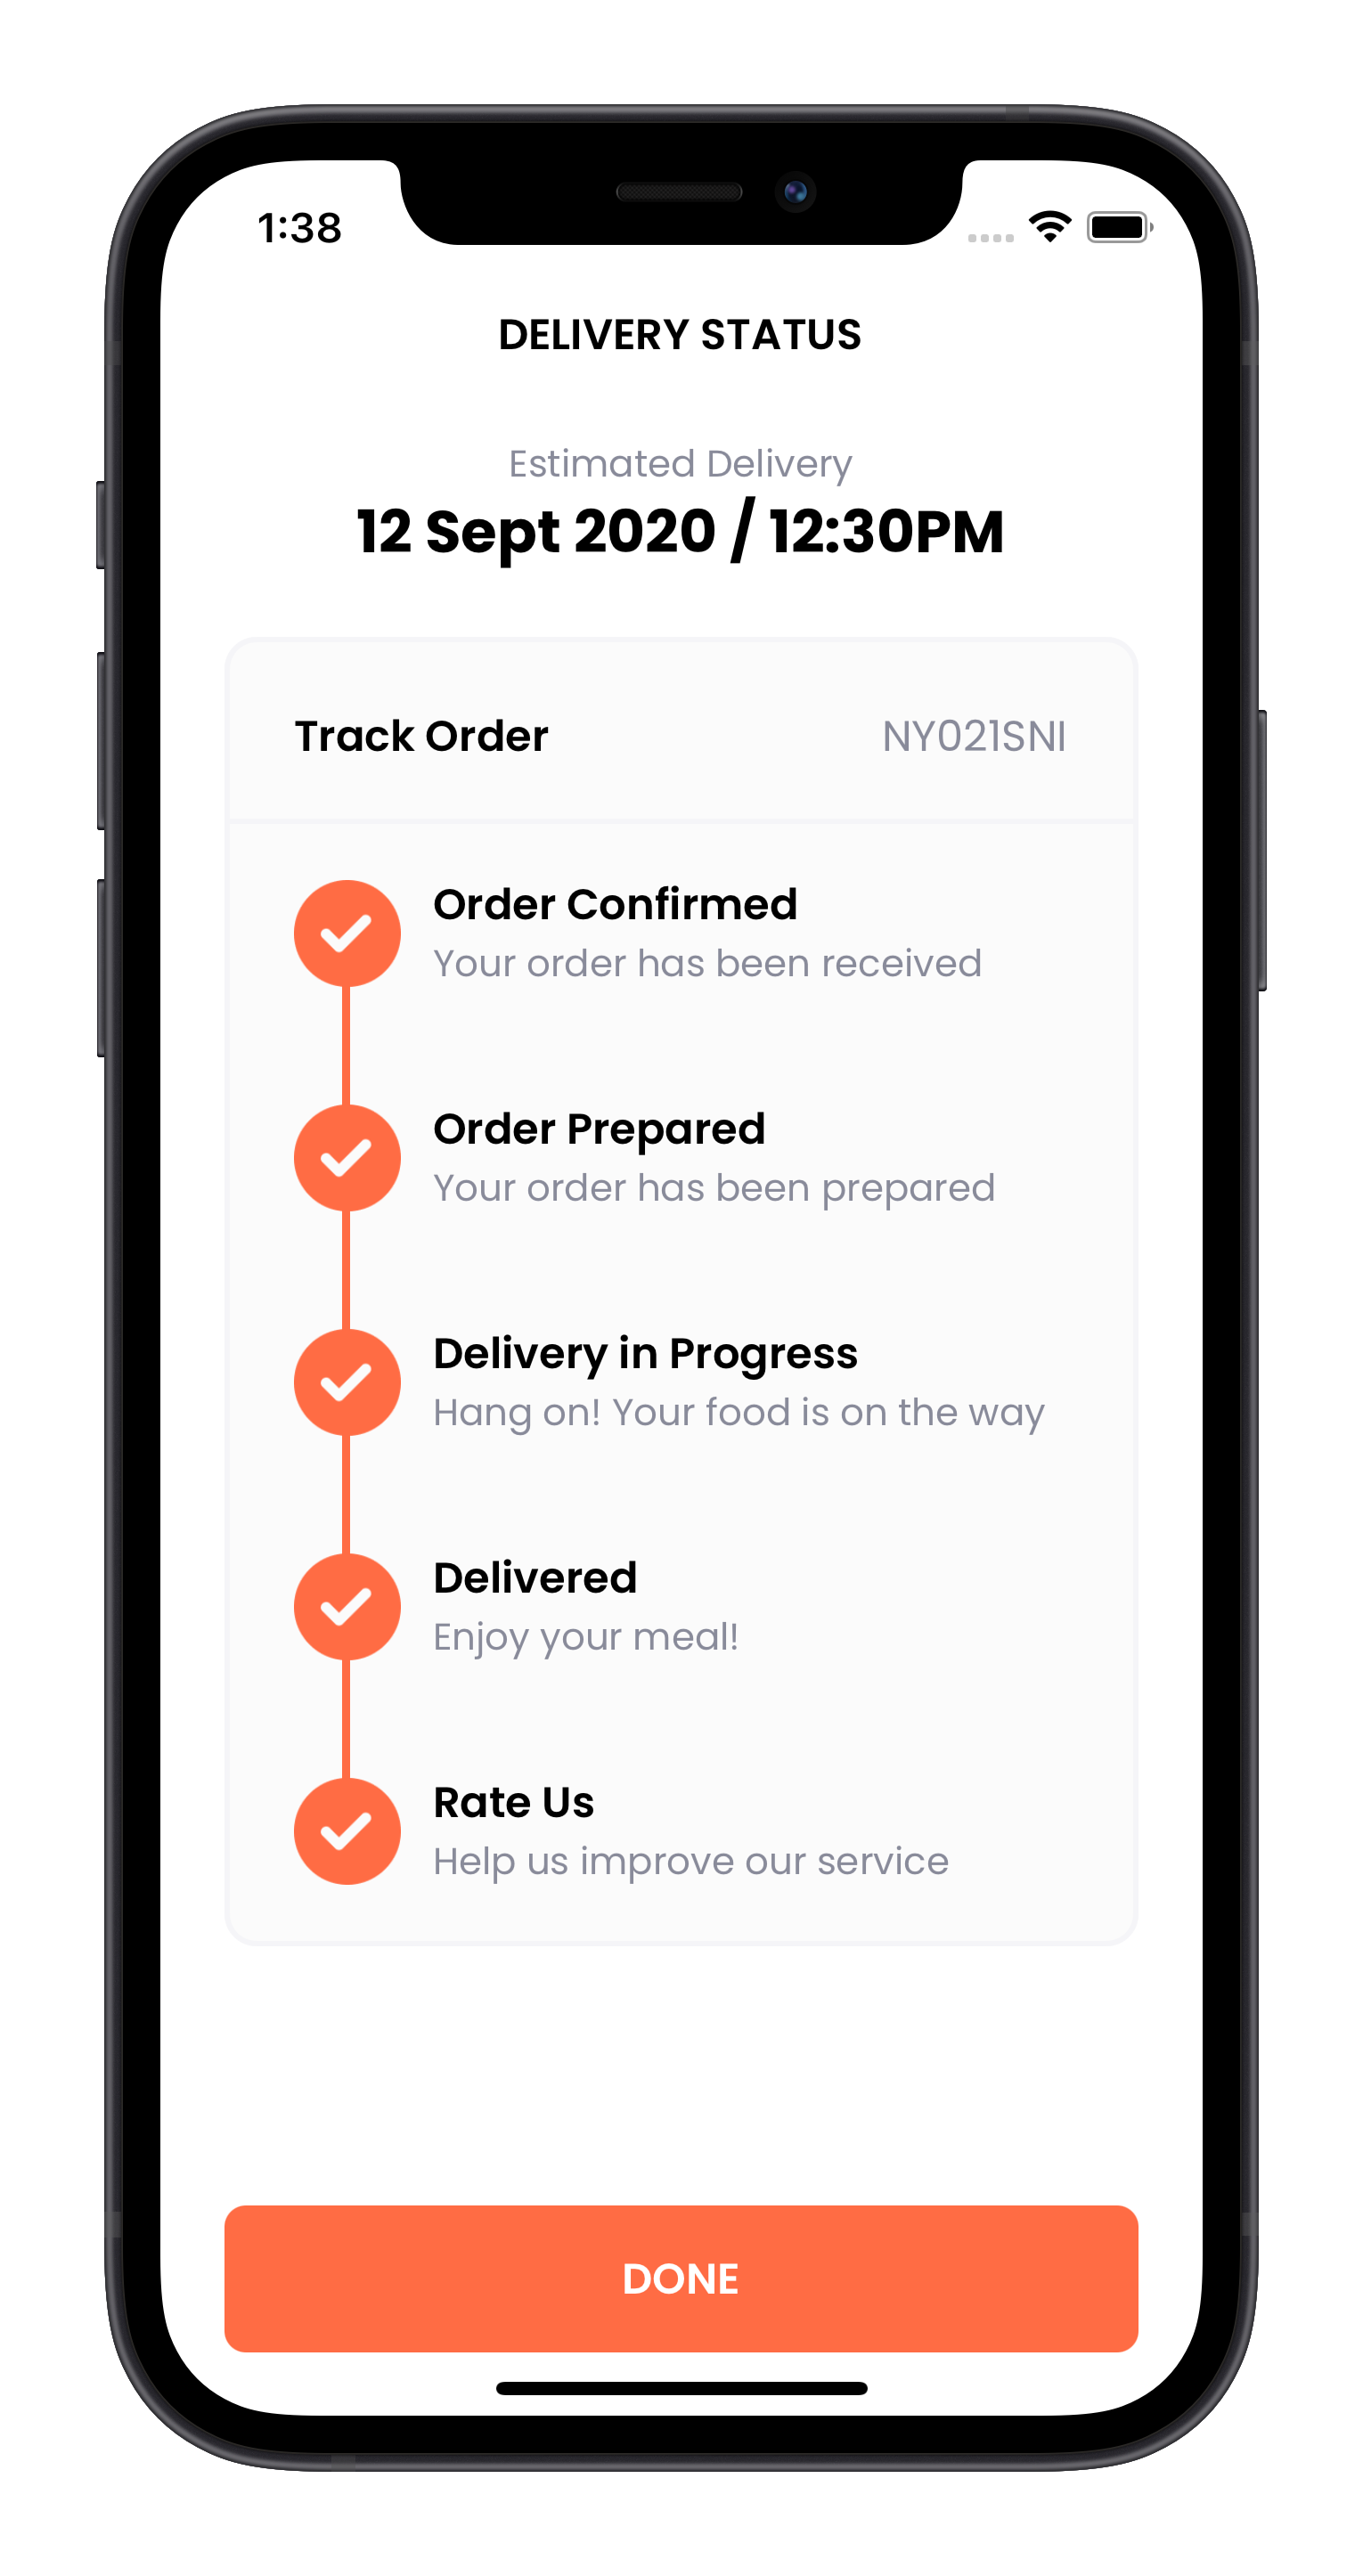 1:38
DELIVERY STATUS
Estimated Delivery
12 Sept 2020 / 12:30PM
Track Order NY021SNI
Order Confirmed
Your order has been received
Order Prepared
Your order has been prepared
Delivery in Progress
Hang on! Your food is on the way
Delivered
Enjoy your meal!
Rate Us
Help us improve our service
DONE